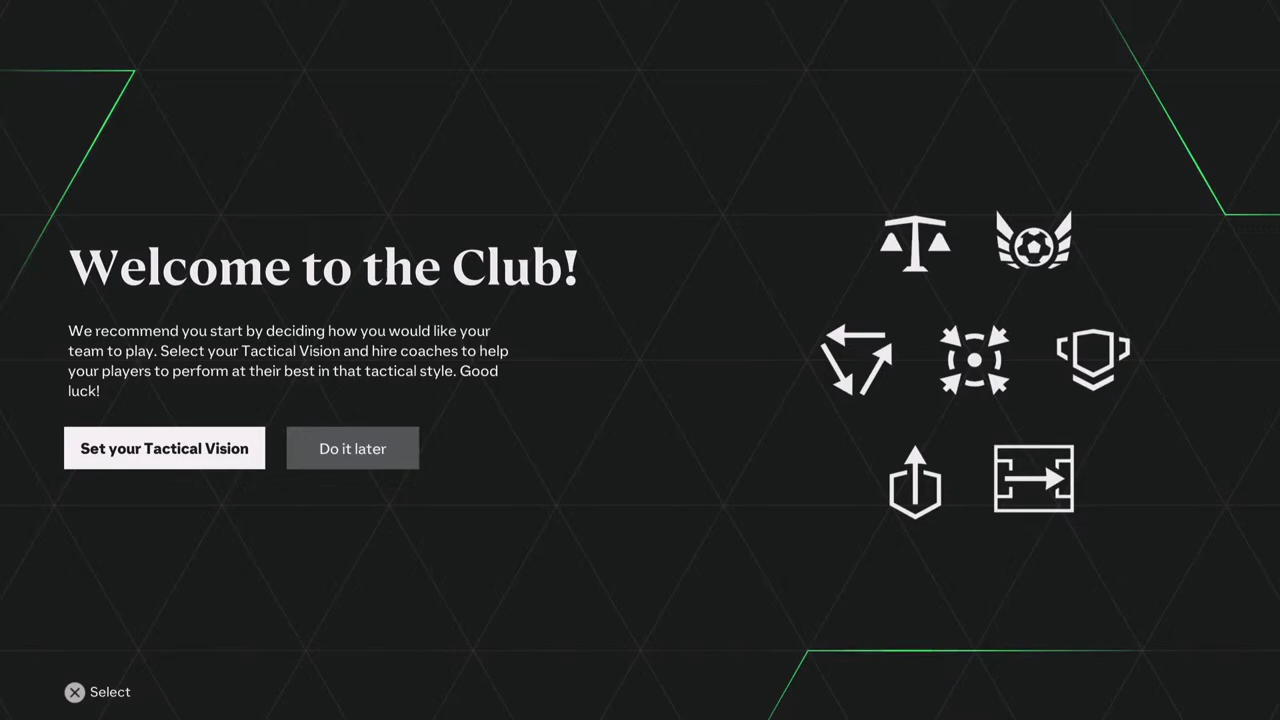 Welcome to the Club!
We recommend you start by deciding how you would like your
team to play. Select your Tactical Vision and hire coaches to help
your players to perform at their best in that tactical style. Good
luck!
Set your Tactical Vision
Do it later
Select